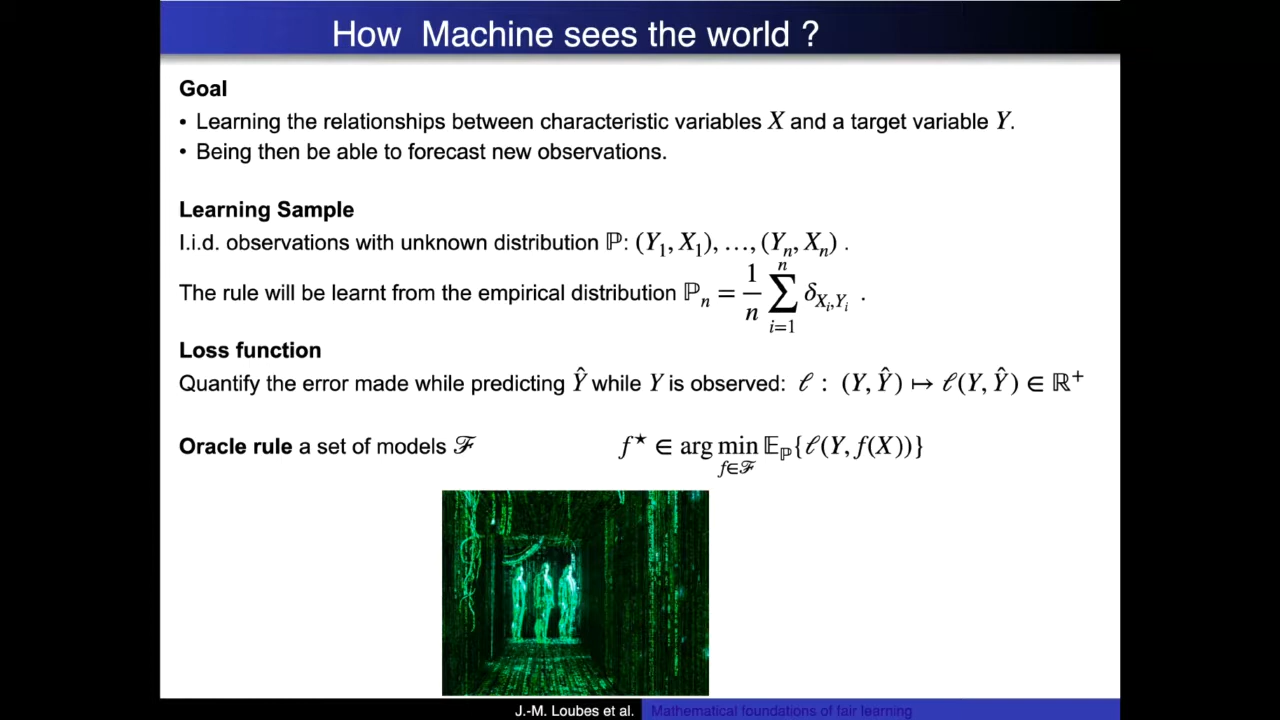 How Machine sees the world ?
Goal
• Learning the relationships between characteristic variables X and a target variable Y.
• Being then be able to forecast new observations.
Learning Sample
I.i.d. observations with unknown distribution ℙ: (Y₁, X₁), …, (Yₙ, Xₙ) .
The rule will be learnt from the empirical distribution ℙₙ = 1/n ∑ⁿᵢ₌₁ δ_{Xᵢ,Yᵢ} .
Loss function
Quantify the error made while predicting Ŷ while Y is observed: ℓ : (Y, Ŷ) ↦ ℓ(Y, Ŷ) ∈ ℝ⁺
Oracle rule a set of models ℱ f⋆ ∈ arg min_{f∈ℱ} 𝔼_ℙ{ℓ(Y, f(X))}
J.-M. Loubes et al. Mathematical foundations of fair learning